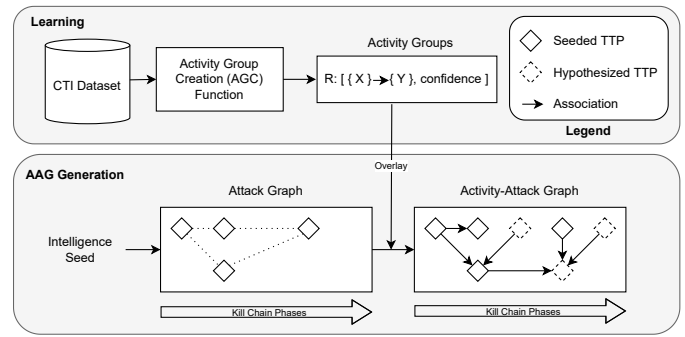 Learning
CTI Dataset
Activity Group
Creation (AGC)
Function
Activity Groups
R: [ { X } → { Y }, confidence ]
Seeded TTP
Hypothesized TTP
Association
Legend
Overlay
AAG Generation
Attack Graph
Activity-Attack Graph
Intelligence
Seed
Kill Chain Phases
Kill Chain Phases